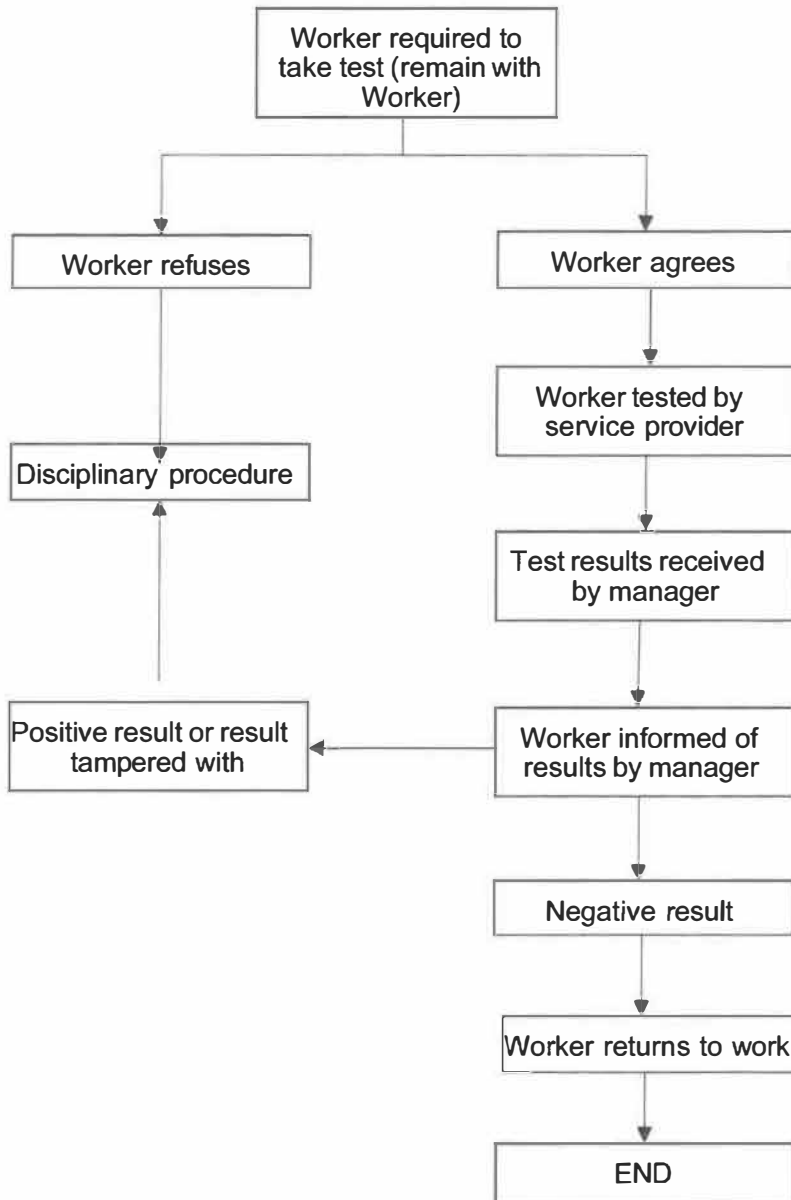 Worker required to
take test (remain with
Worker)
Worker refuses
Worker agrees
Worker tested by
service provider
Disciplinary procedure
Test results received
by manager
Positive result or result
tampered with
Worker informed of
results by manager
Negative result
Worker returns to work
END